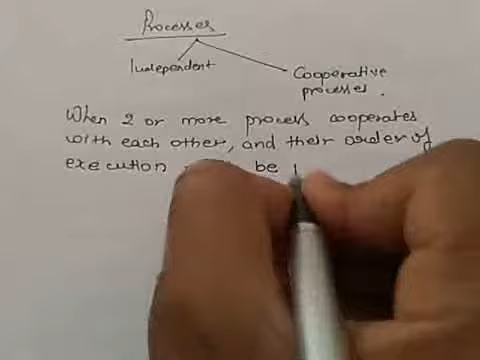 Processes
Independent
Cooperative
processes.
When 2 or more process cooperates
with each other, and their order of
execution be